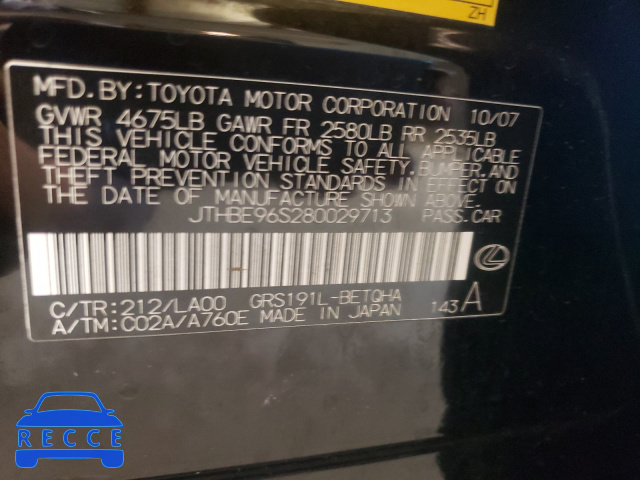 ZH
MFD. BY: TOYOTA MOTOR CORPORATION 10/07
GVWR 4675LB GAWR FR 2580LB RR 2535LB
THIS VEHICLE CONFORMS TO ALL APPLICABLE
FEDERAL MOTOR VEHICLE SAFETY, BUMPER, AND
THEFT PREVENTION STANDARDS IN EFFECT ON
THE DATE OF MANUFACTURE SHOWN ABOVE.
JTHBE96S280029713 PASS. CAR
C/TR: 212/LA00 GRS191L-BETQHA
A/TM: C02A/A760E MADE IN JAPAN 143 A
RECCE